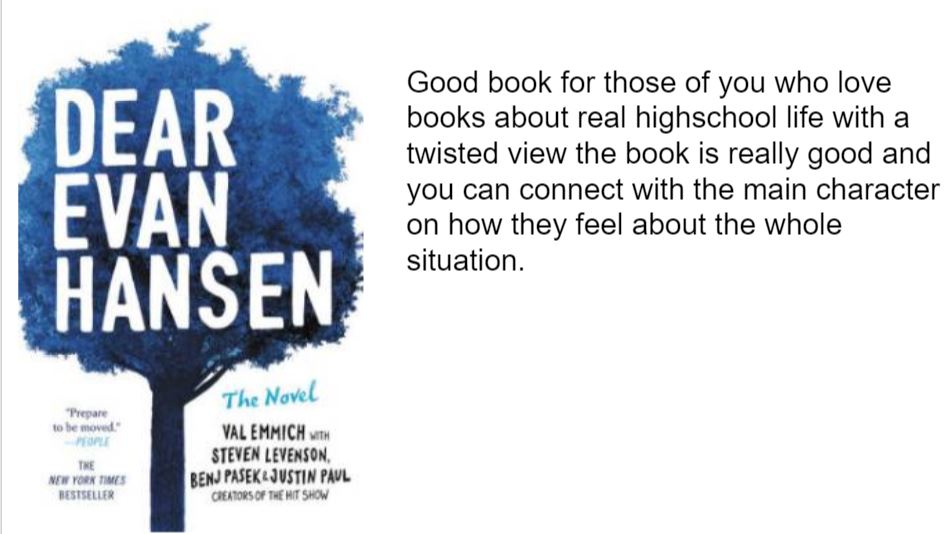 DEAR
EVAN
HANSEN
The Novel
"Prepare
to be moved."
—PEOPLE
THE
NEW YORK TIMES
BESTSELLER
VAL EMMICH WITH
STEVEN LEVENSON,
BENJ PASEK & JUSTIN PAUL
CREATORS OF THE HIT SHOW
Good book for those of you who love
books about real highschool life with a
twisted view the book is really good and
you can connect with the main character
on how they feel about the whole
situation.